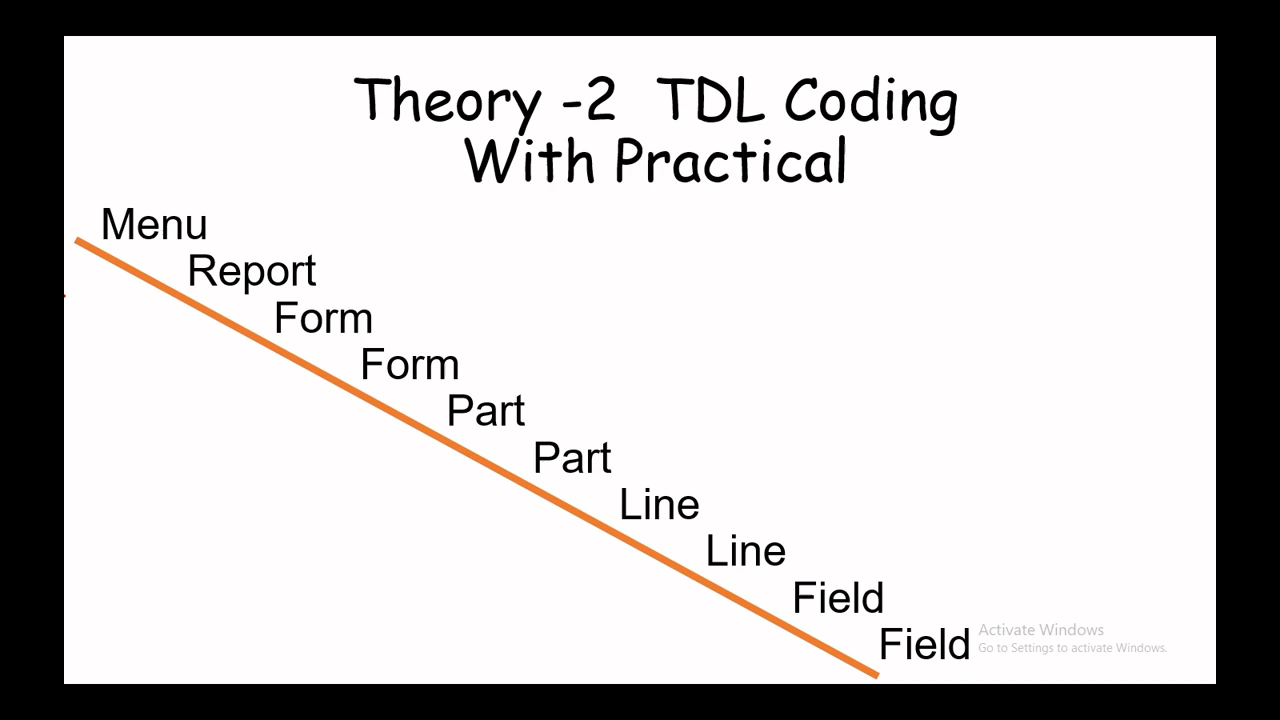 Theory -2 TDL Coding
With Practical
Menu
Report
Form
Form
Part
Part
Line
Line
Field
Field
Activate Windows
Go to Settings to activate Windows.